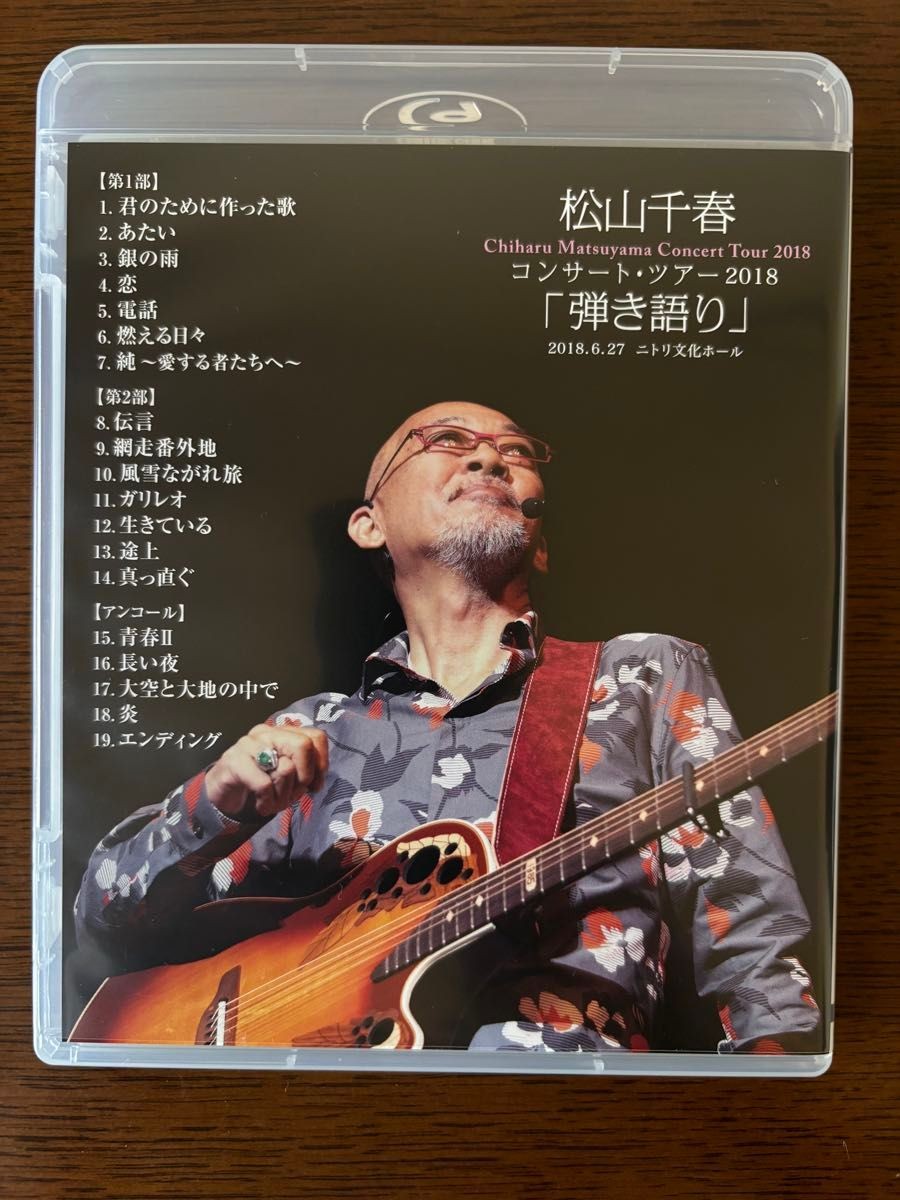 【第1部】
1. 君のために作った歌
2. あたい
3. 銀の雨
4. 恋
5. 電話
6. 燃える日々
7. 純 〜愛する者たちへ〜
【第2部】
8. 伝言
9. 網走番外地
10. 風雪ながれ旅
11. ガリレオ
12. 生きている
13. 途上
14. 真っ直ぐ
【アンコール】
15. 青春Ⅱ
16. 長い夜
17. 大空と大地の中で
18. 炎
19. エンディング
松山千春
Chiharu Matsuyama Concert Tour 2018
コンサート・ツアー2018
「弾き語り」
2018.6.27 ニトリ文化ホール